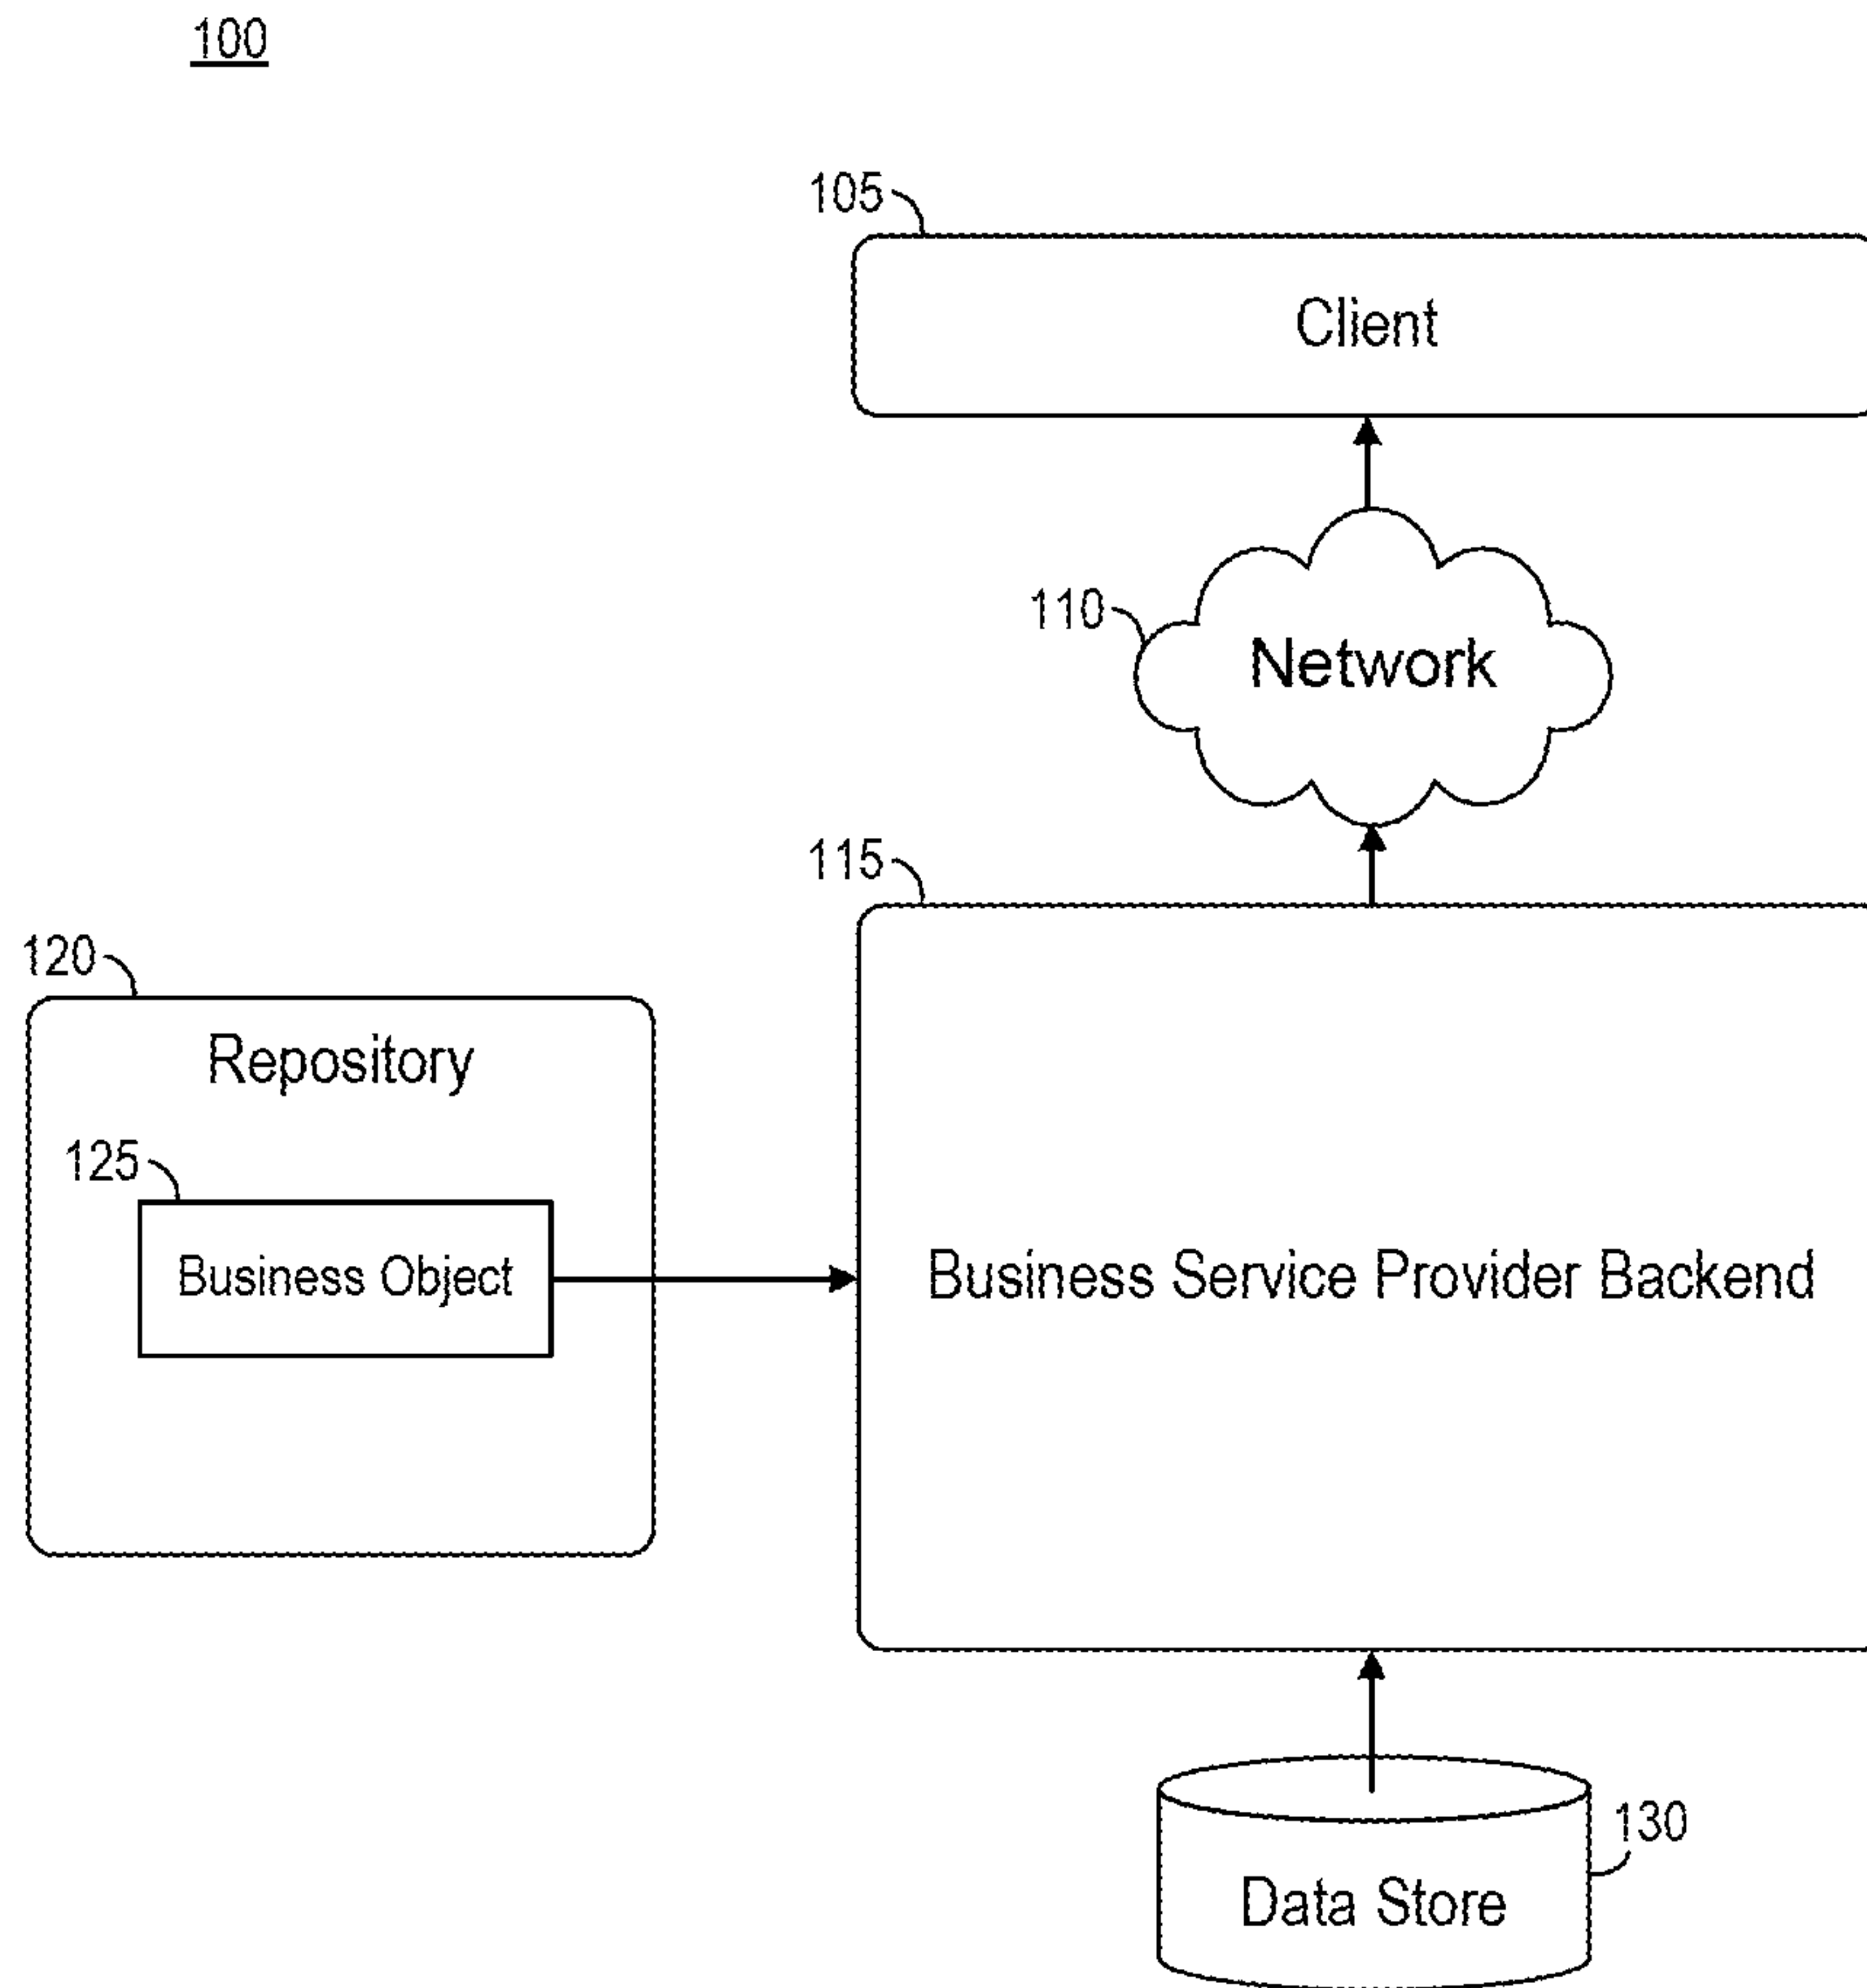 100
105
Client
110
Network
115
120
Repository
125
Business Object
Business Service Provider Backend
130
Data Store